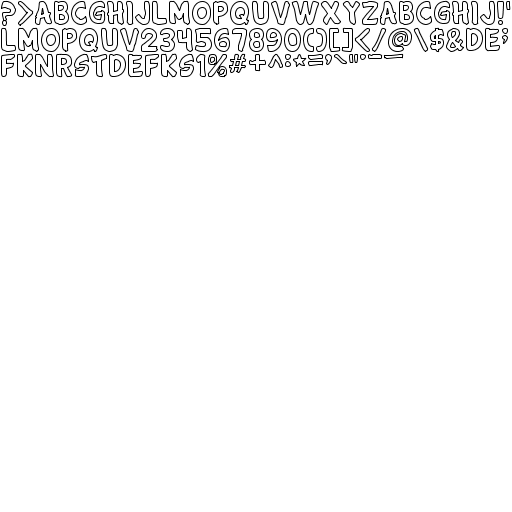 ?>ABCGHIJLMOPQUVWXYZABCGHIJ!"
LMOPQUV234567890()[]</@\$&DE;
FKNRSTDEFKS1%#+^:*=,`"·¯—